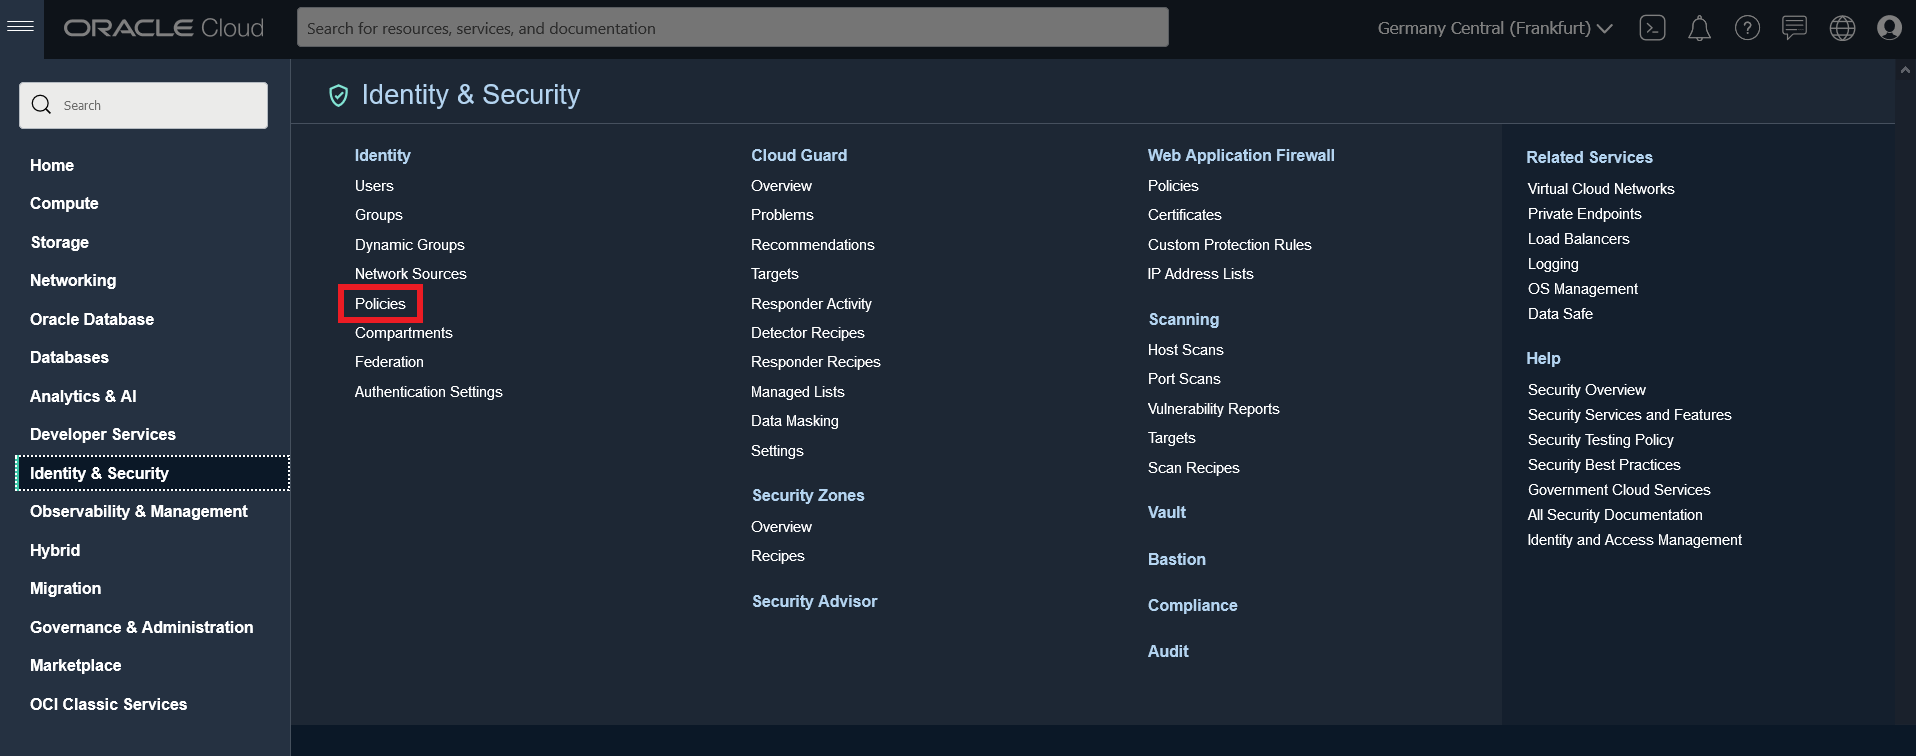 ORACLE Cloud
Search for resources, services, and documentation
Germany Central (Frankfurt)
Search
Home
Compute
Storage
Networking
Oracle Database
Databases
Analytics & AI
Developer Services
Identity & Security
Observability & Management
Hybrid
Migration
Governance & Administration
Marketplace
OCI Classic Services
Identity & Security
Identity
Users
Groups
Dynamic Groups
Network Sources
Policies
Compartments
Federation
Authentication Settings
Cloud Guard
Overview
Problems
Recommendations
Targets
Responder Activity
Detector Recipes
Responder Recipes
Managed Lists
Data Masking
Settings
Security Zones
Overview
Recipes
Security Advisor
Web Application Firewall
Policies
Certificates
Custom Protection Rules
IP Address Lists
Scanning
Host Scans
Port Scans
Vulnerability Reports
Targets
Scan Recipes
Vault
Bastion
Compliance
Audit
Related Services
Virtual Cloud Networks
Private Endpoints
Load Balancers
Logging
OS Management
Data Safe
Help
Security Overview
Security Services and Features
Security Testing Policy
Security Best Practices
Government Cloud Services
All Security Documentation
Identity and Access Management